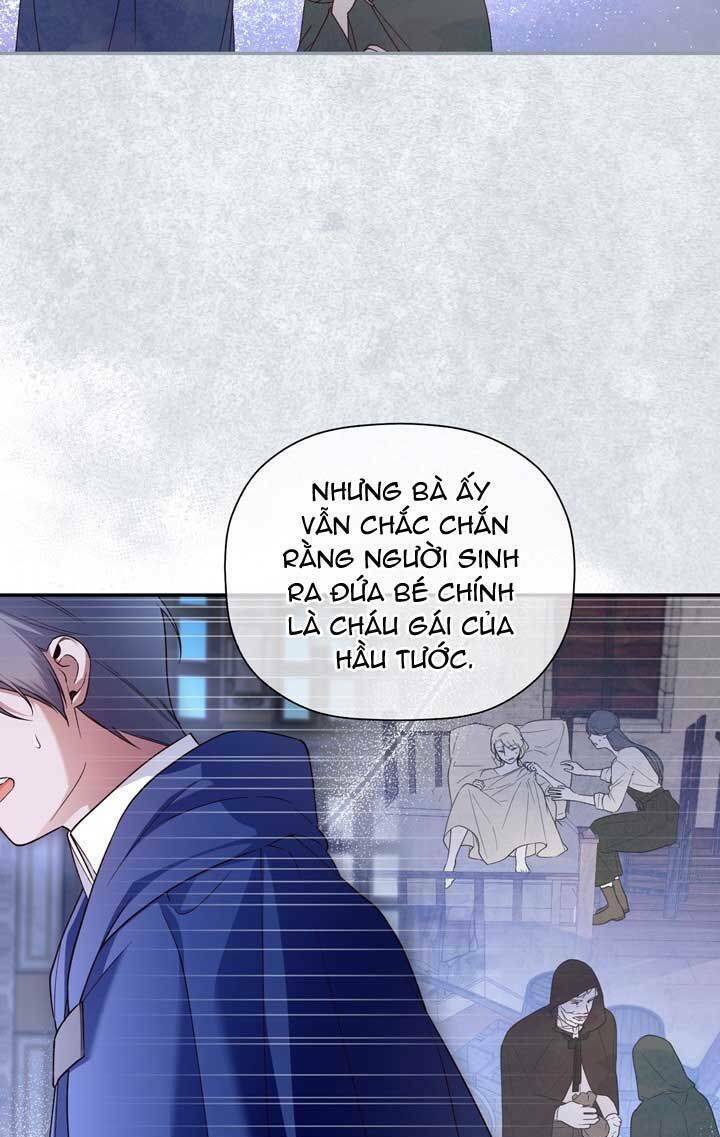 NHƯNG BÀ ẤY
VẪN CHẮC CHẮN
RẰNG NGƯỜI SINH
RA ĐỨA BÉ CHÍNH
LÀ CHÁU GÁI CỦA
HẦU TƯỚC.